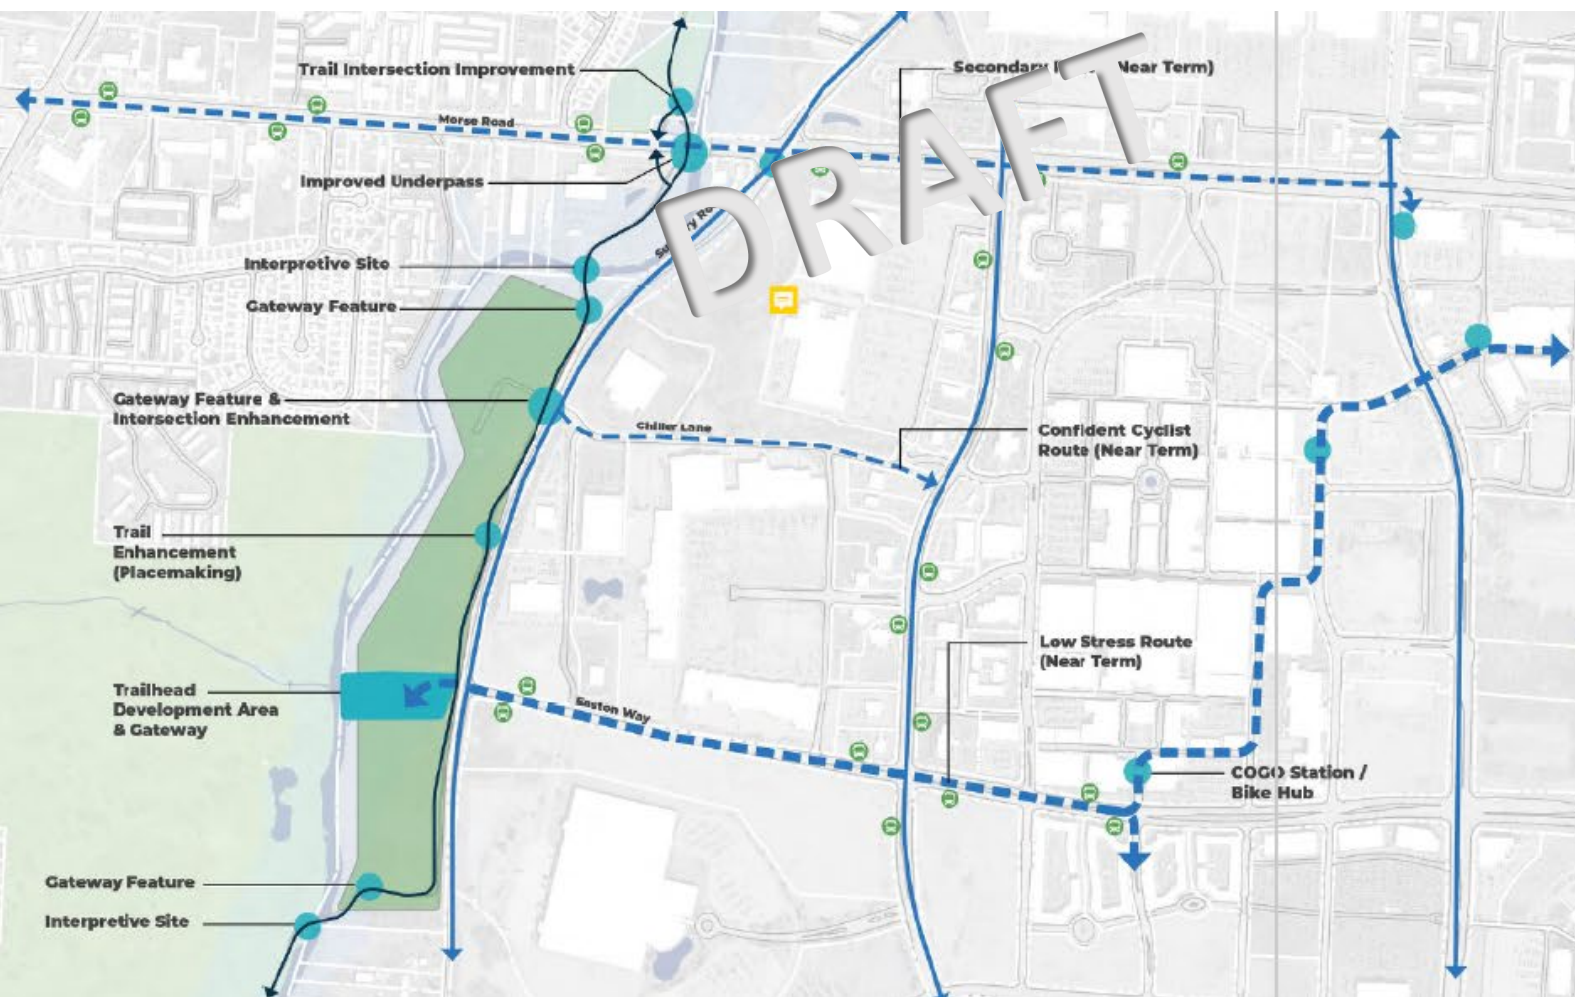 Trail Intersection Improvement
Secondary
Near Term)
Morse Road
DRAFT
Improved Underpass
Interpretive Site
Gateway Feature
Gateway Feature &
Intersection Enhancement
Chiller Lane
Confident Cyclist
Route (Near Term)
Trail
Enhancement
(Placemaking)
Low Stress Route
(Near Term)
Trailhead
Development Area
& Gateway
Easton Way
COGO Station /
Bike Hub
Gateway Feature
Interpretive Site